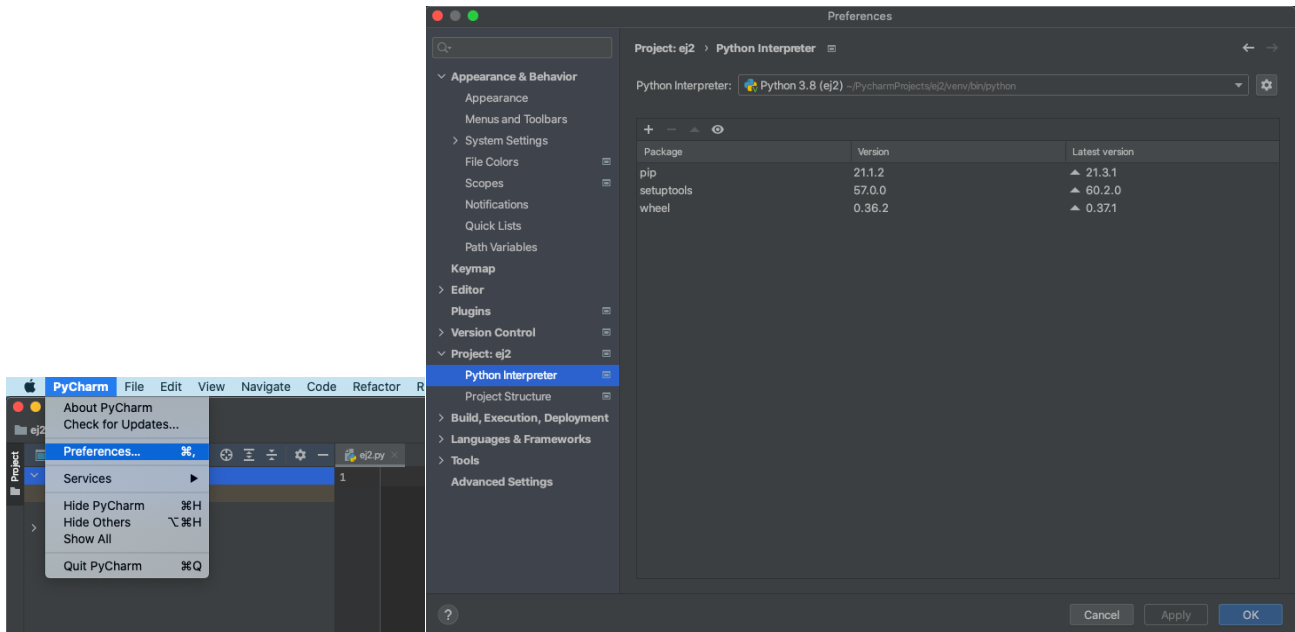 PyCharm File Edit View Navigate Code Refactor R
About PyCharm
Check for Updates...
Preferences... ⌘,
Services
Hide PyCharm ⌘H
Hide Others ⌥⌘H
Show All
Quit PyCharm ⌘Q
ej2
Project
ej2.py
1
Preferences
Appearance & Behavior
Appearance
Menus and Toolbars
System Settings
File Colors
Scopes
Notifications
Quick Lists
Path Variables
Keymap
Editor
Plugins
Version Control
Project: ej2
Python Interpreter
Project Structure
Build, Execution, Deployment
Languages & Frameworks
Tools
Advanced Settings
Project: ej2 › Python Interpreter
Python Interpreter: Python 3.8 (ej2) ~/PycharmProjects/ej2/venv/bin/python
Package Version Latest version
pip 21.1.2 21.3.1
setuptools 57.0.0 60.2.0
wheel 0.36.2 0.37.1
?
Cancel Apply OK